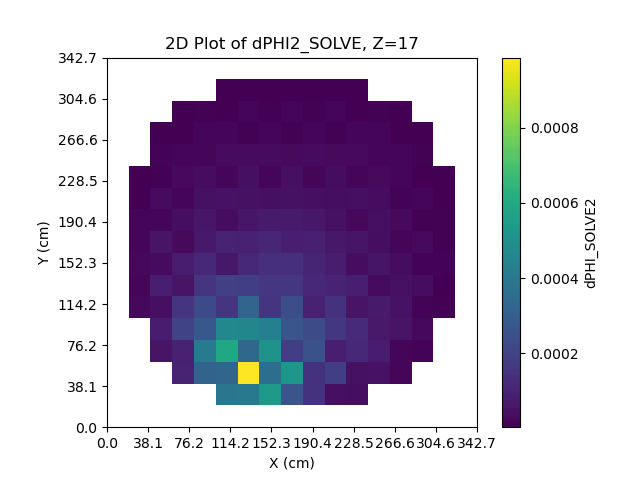 2D Plot of dPHI2_SOLVE, Z=17
342.7
304.6
266.6
228.5
190.4
152.3
114.2
76.2
38.1
0.0
Y (cm)
0.0 38.1 76.2 114.2 152.3 190.4 228.5 266.6 304.6 342.7
X (cm)
0.0008
0.0006
0.0004
0.0002
dPHI_SOLVE2